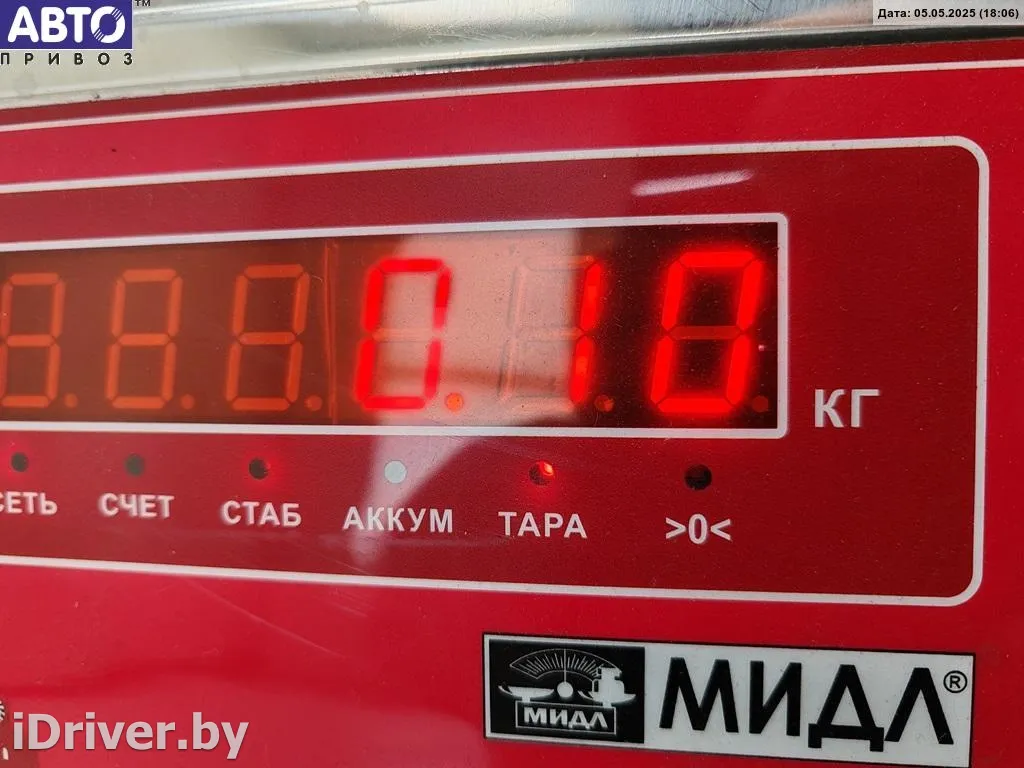 АВТО™
ПРИВОЗ
Дата: 05.05.2025 (18:06)
0.10
КГ
СЕТЬ СЧЕТ СТАБ АККУМ ТАРА >0<
МИДЛ МИДЛ®
iDriver.by